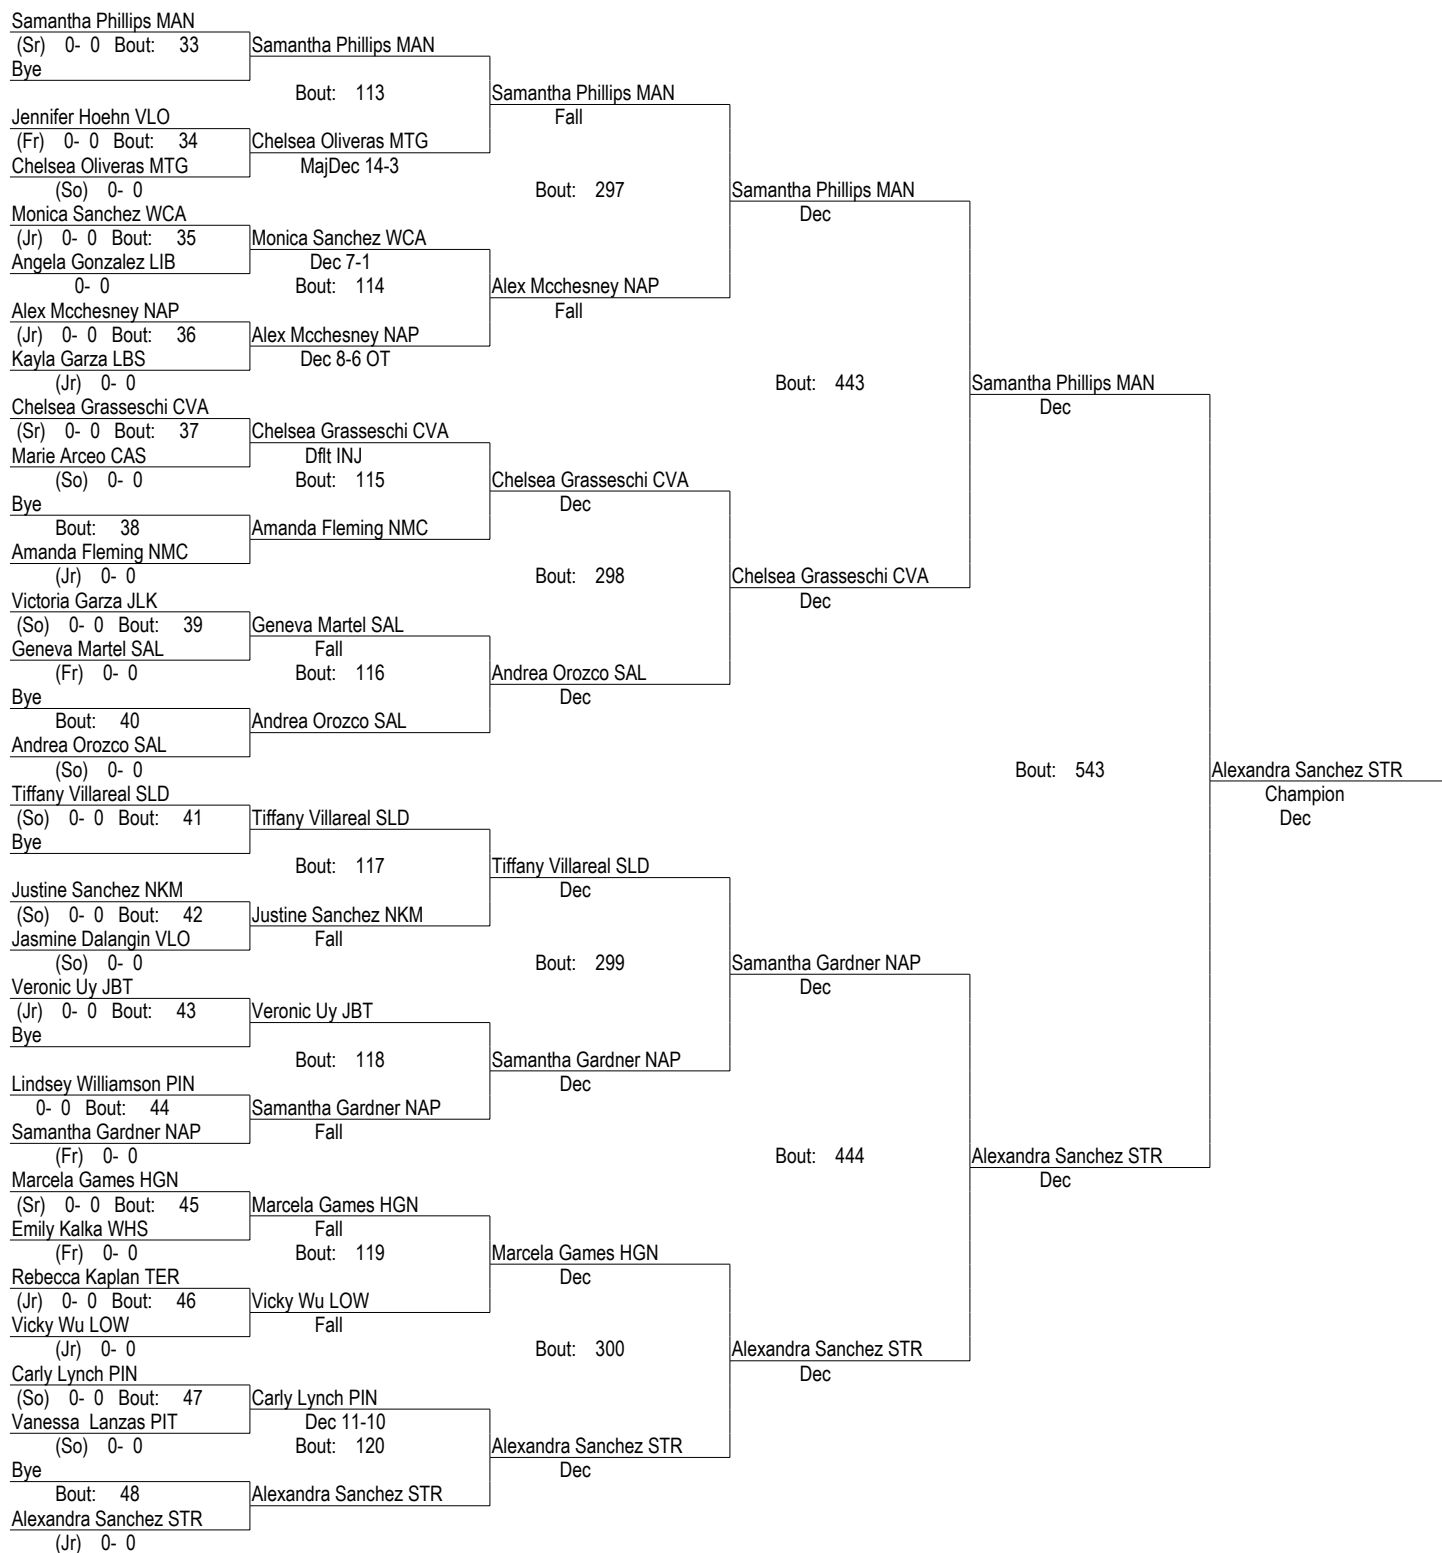 Samantha Phillips MAN
(Sr) 0- 0 Bout: 33 Samantha Phillips MAN
Bye
Bout: 113 Samantha Phillips MAN
Jennifer Hoehn VLO Fall
(Fr) 0- 0 Bout: 34 Chelsea Oliveras MTG
Chelsea Oliveras MTG MajDec 14-3
(So) 0- 0 Bout: 297 Samantha Phillips MAN
Monica Sanchez WCA Dec
(Jr) 0- 0 Bout: 35 Monica Sanchez WCA
Angela Gonzalez LIB Dec 7-1
0- 0 Bout: 114 Alex Mcchesney NAP
Alex Mcchesney NAP Fall
(Jr) 0- 0 Bout: 36 Alex Mcchesney NAP
Kayla Garza LBS Dec 8-6 OT
(Jr) 0- 0 Bout: 443 Samantha Phillips MAN
Chelsea Grasseschi CVA Dec
(Sr) 0- 0 Bout: 37 Chelsea Grasseschi CVA
Marie Arceo CAS Dflt INJ
(So) 0- 0 Bout: 115 Chelsea Grasseschi CVA
Bye Dec
Bout: 38 Amanda Fleming NMC
Amanda Fleming NMC
(Jr) 0- 0 Bout: 298 Chelsea Grasseschi CVA
Victoria Garza JLK Dec
(So) 0- 0 Bout: 39 Geneva Martel SAL
Geneva Martel SAL Fall
(Fr) 0- 0 Bout: 116 Andrea Orozco SAL
Bye Dec
Bout: 40 Andrea Orozco SAL
Andrea Orozco SAL
(So) 0- 0 Bout: 543 Alexandra Sanchez STR
Tiffany Villareal SLD Champion
(So) 0- 0 Bout: 41 Tiffany Villareal SLD Dec
Bye
Bout: 117 Tiffany Villareal SLD
Justine Sanchez NKM Dec
(So) 0- 0 Bout: 42 Justine Sanchez NKM
Jasmine Dalangin VLO Fall
(So) 0- 0 Bout: 299 Samantha Gardner NAP
Veronic Uy JBT Dec
(Jr) 0- 0 Bout: 43 Veronic Uy JBT
Bye
Bout: 118 Samantha Gardner NAP
Lindsey Williamson PIN Dec
0- 0 Bout: 44 Samantha Gardner NAP
Samantha Gardner NAP Fall
(Fr) 0- 0 Bout: 444 Alexandra Sanchez STR
Marcela Games HGN Dec
(Sr) 0- 0 Bout: 45 Marcela Games HGN
Emily Kalka WHS Fall
(Fr) 0- 0 Bout: 119 Marcela Games HGN
Rebecca Kaplan TER Dec
(Jr) 0- 0 Bout: 46 Vicky Wu LOW
Vicky Wu LOW Fall
(Jr) 0- 0 Bout: 300 Alexandra Sanchez STR
Carly Lynch PIN Dec
(So) 0- 0 Bout: 47 Carly Lynch PIN
Vanessa Lanzas PIT Dec 11-10
(So) 0- 0 Bout: 120 Alexandra Sanchez STR
Bye Dec
Bout: 48 Alexandra Sanchez STR
Alexandra Sanchez STR
(Jr) 0- 0